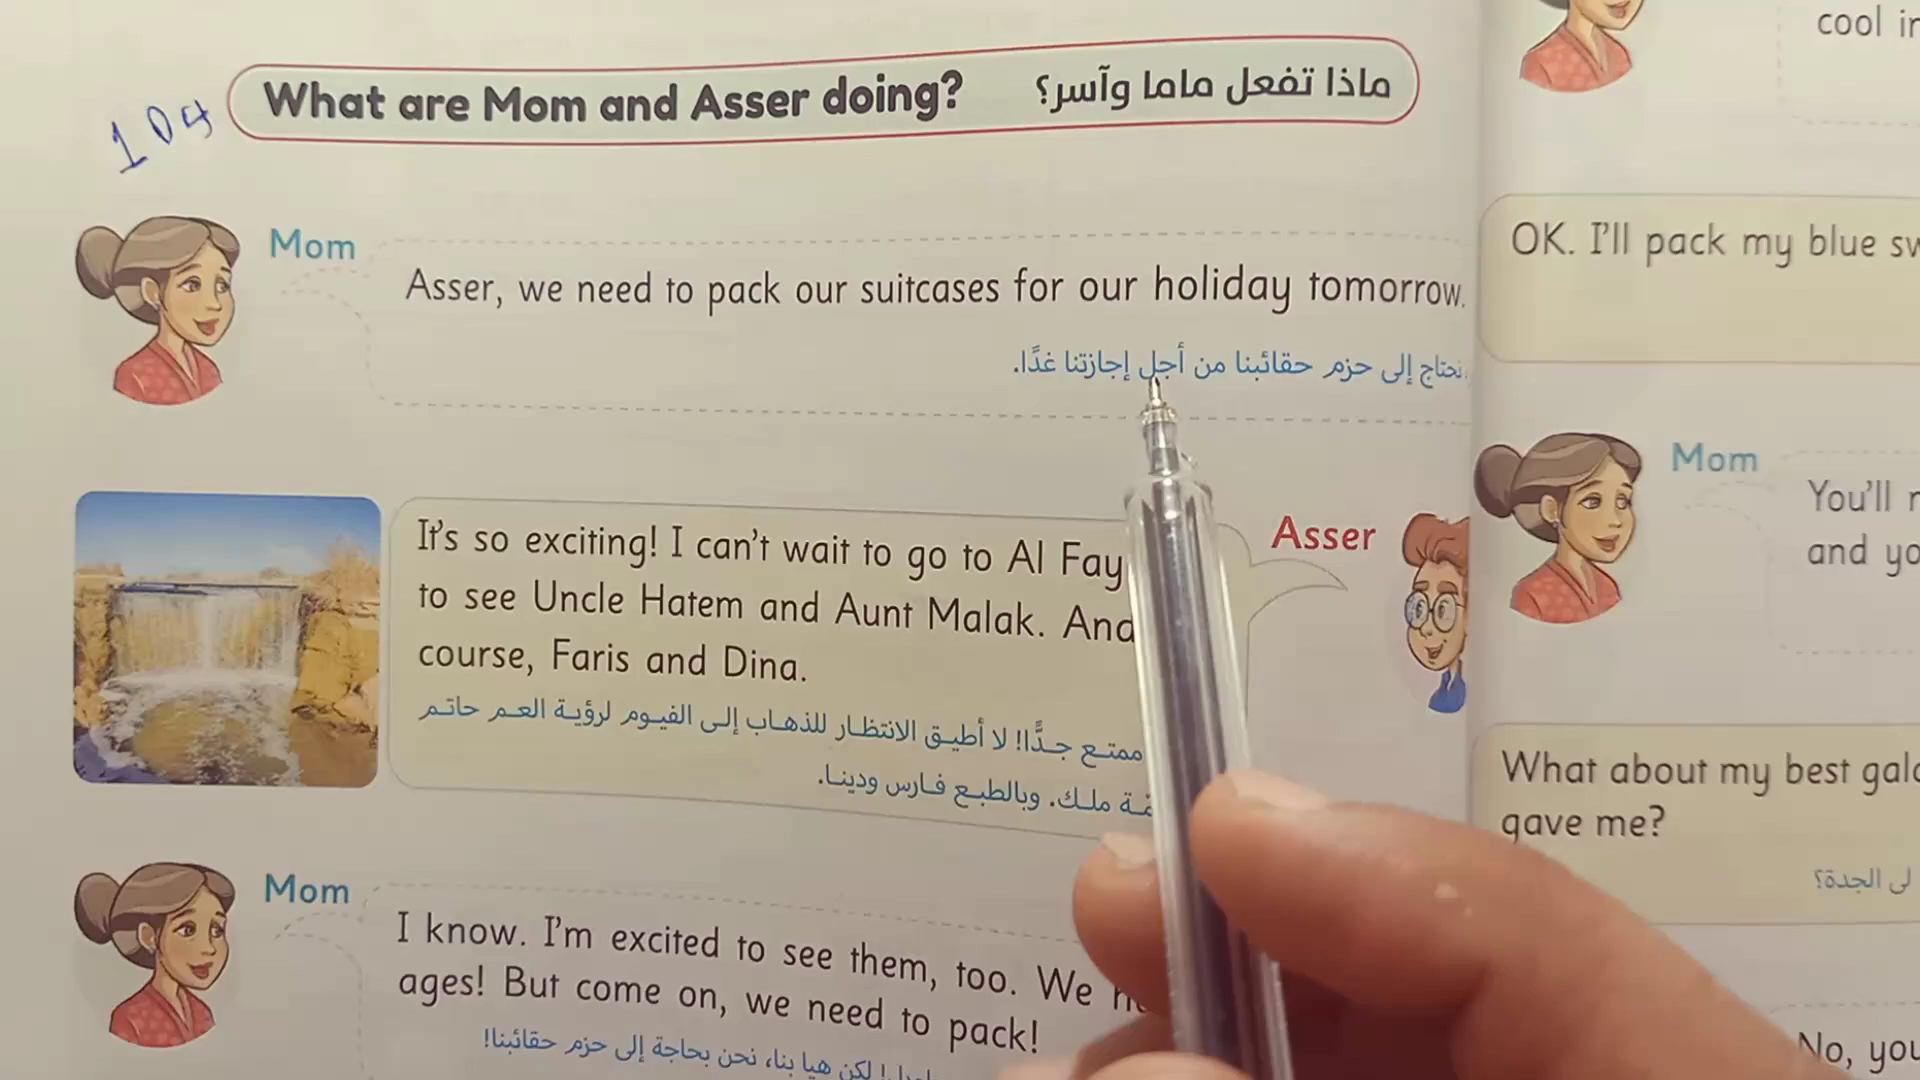 What are Mom and Asser doing? ماذا تفعل ماما وآسر؟
Mom
Asser, we need to pack our suitcases for our holiday tomorrow.
نحتاج إلى حزم حقائبنا من أجل إجازتنا غدًا.
Asser
It's so exciting! I can't wait to go to Al Fay
to see Uncle Hatem and Aunt Malak. And
course, Faris and Dina.
ممتع جدًّا! لا أطيق الانتظار للذهاب إلى الفيوم لرؤية العم حاتم
ملك. وبالطبع فارس ودينا.
Mom
I know. I'm excited to see them, too. We
ages! But come on, we need to pack!
لكن هيا بنا، نحن بحاجة إلى حزم حقائبنا!
cool in
OK. I'll pack my blue sw
Mom
You'll
and yo
What about my best gala
gave me?
لى الجدة؟
No, you